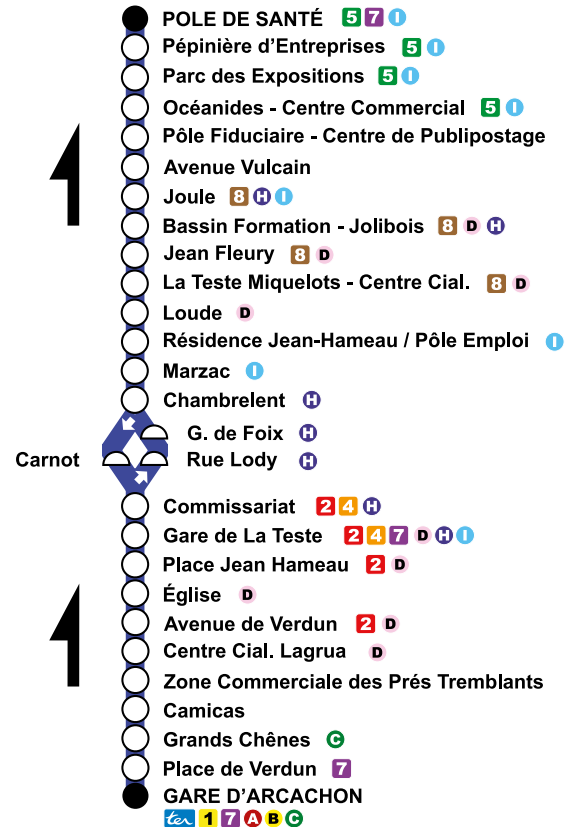 POLE DE SANTÉ 5 7 I
Pépinière d'Entreprises 5 I
Parc des Expositions 5 I
Océanides - Centre Commercial 5 I
Pôle Fiduciaire - Centre de Publipostage
Avenue Vulcain
Joule 8 H I
Bassin Formation - Jolibois 8 D H
Jean Fleury 8 D
La Teste Miquelots - Centre Cial. 8 D
Loude D
Résidence Jean-Hameau / Pôle Emploi I
Marzac I
Chambrelent H
G. de Foix H
Carnot Rue Lody H
Commissariat 2 4 H
Gare de La Teste 2 4 7 D H I
Place Jean Hameau 2 D
Église D
Avenue de Verdun 2 D
Centre Cial. Lagrua D
Zone Commerciale des Prés Tremblants
Camicas
Grands Chênes C
Place de Verdun 7
GARE D'ARCACHON
ter 1 7 A B C